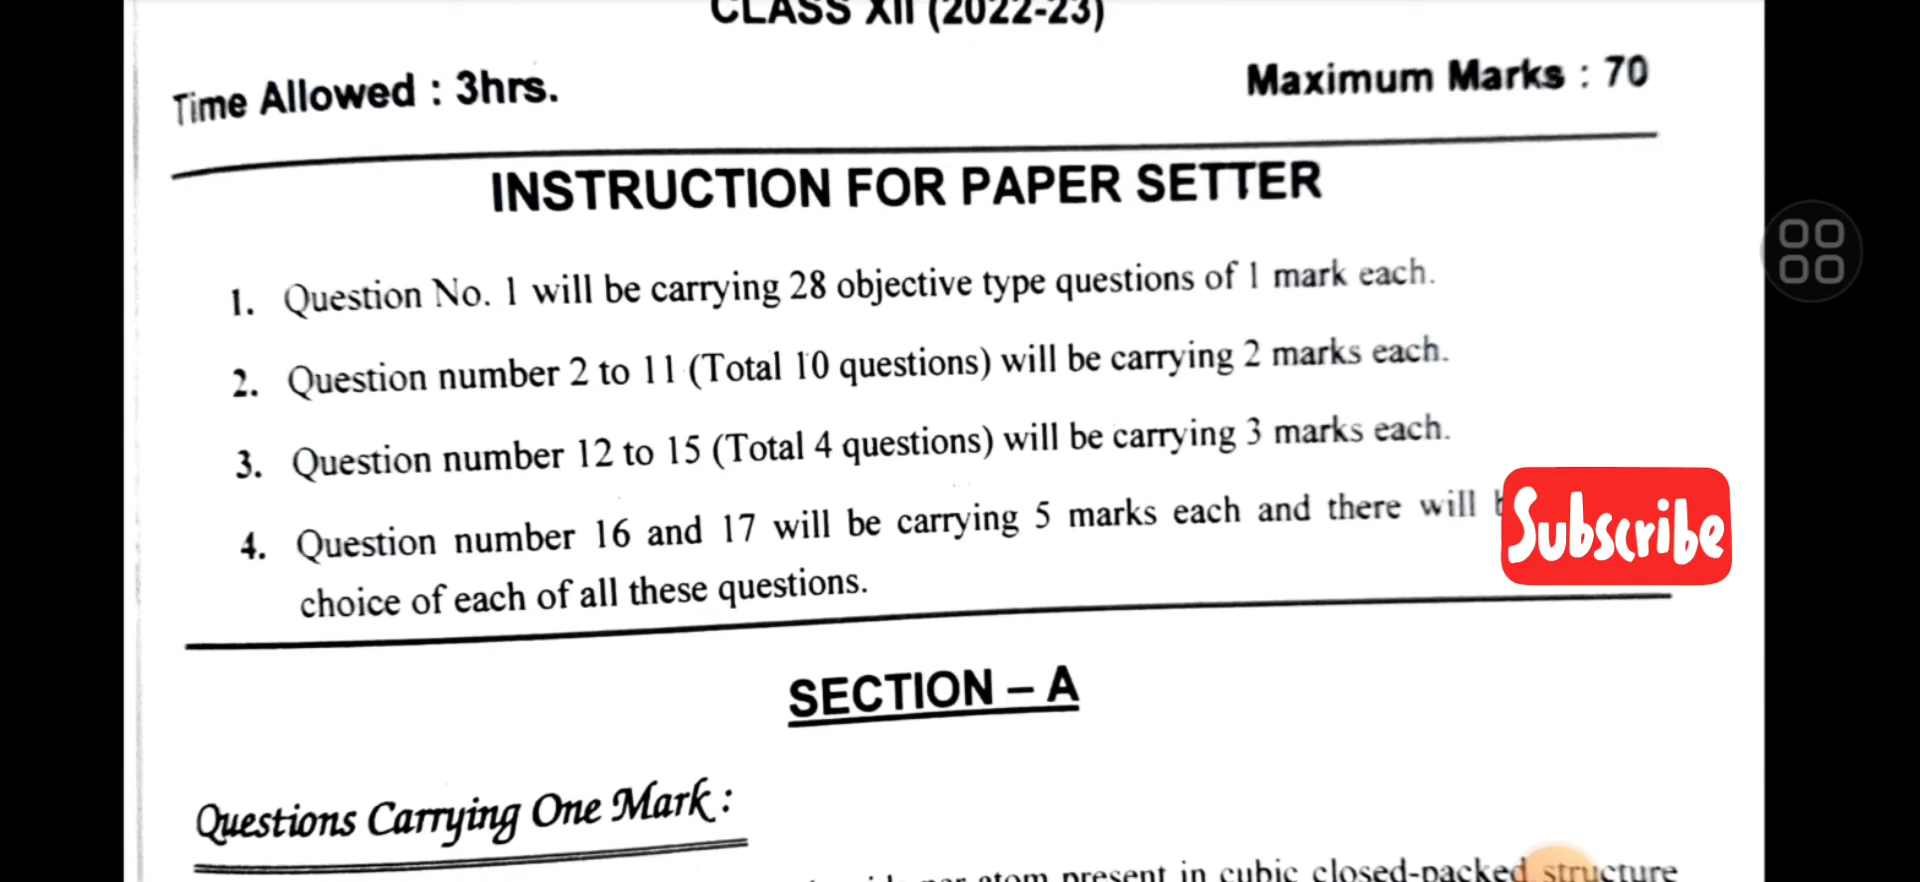 CLASS XII (2022-23)
Time Allowed : 3hrs.
Maximum Marks : 70
INSTRUCTION FOR PAPER SETTER
1. Question No. 1 will be carrying 28 objective type questions of 1 mark each.
2. Question number 2 to 11 (Total 10 questions) will be carrying 2 marks each.
3. Question number 12 to 15 (Total 4 questions) will be carrying 3 marks each.
4. Question number 16 and 17 will be carrying 5 marks each and there will
Subscribe
choice of each of all these questions.
SECTION – A
Questions Carrying One Mark :
atom present in cubic closed-packed structure